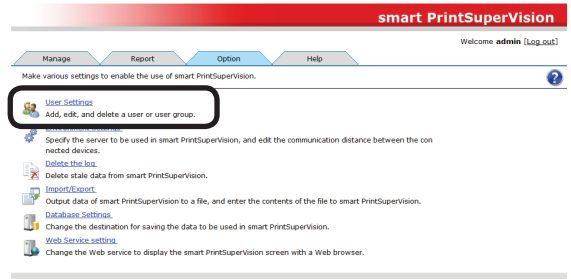 smart PrintSuperVision
Welcome admin [Log out]
Manage Report Option Help
Make various settings to enable the use of smart PrintSuperVision.
User Settings
Add, edit, and delete a user or user group.
Specify the server to be used in smart PrintSuperVision, and edit the communication distance between the con
nected devices.
Delete the log
Delete stale data from smart PrintSuperVision.
Import/Export
Output data of smart PrintSuperVision to a file, and enter the contents of the file to smart PrintSuperVision.
Database Settings
Change the destination for saving the data to be used in smart PrintSuperVision.
Web Service setting
Change the Web service to display the smart PrintSuperVision screen with a Web browser.